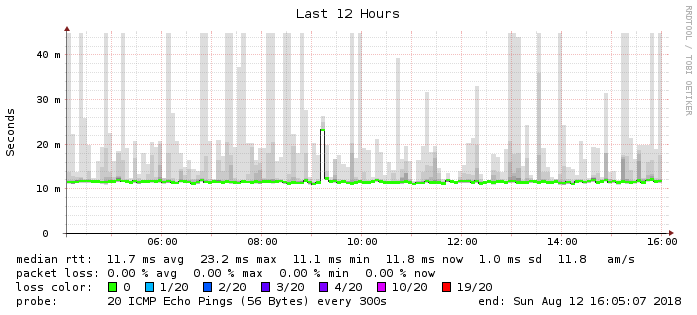 Last 12 Hours
RRDTOOL / TOBI OETIKER
Seconds
40 m
30 m
20 m
10 m
0
06:00 08:00 10:00 12:00 14:00 16:00
median rtt: 11.7 ms avg 23.2 ms max 11.1 ms min 11.8 ms now 1.0 ms sd 11.8 am/s
packet loss: 0.00 % avg 0.00 % max 0.00 % min 0.00 % now
loss color: 0 1/20 2/20 3/20 4/20 10/20 19/20
probe: 20 ICMP Echo Pings (56 Bytes) every 300s end: Sun Aug 12 16:05:07 2018